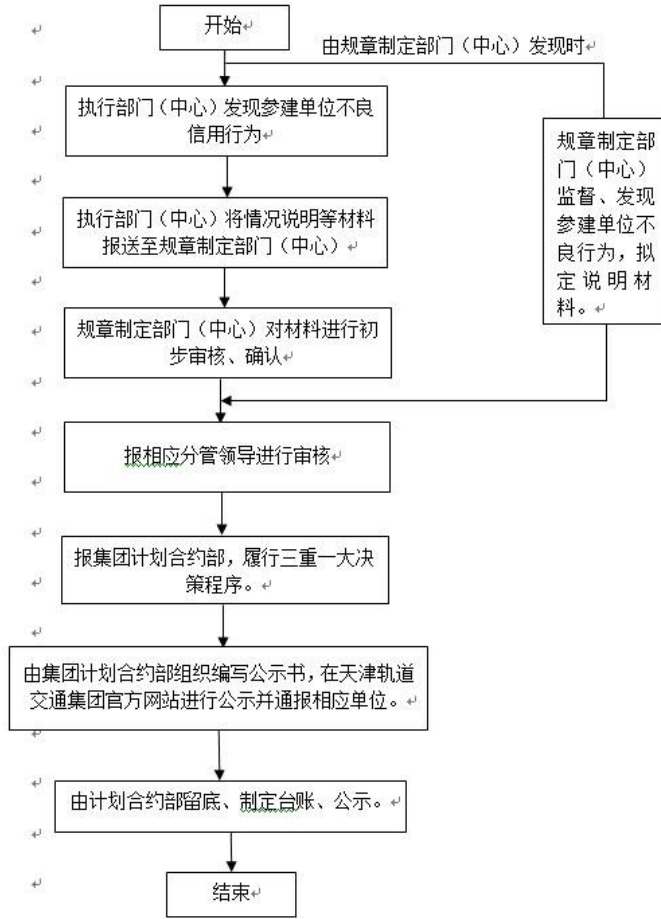 开始
由规章制定部门（中心）发现时
执行部门（中心）发现参建单位不良
信用行为
规章制定部
门（中心）
监督、发现
参建单位不
良行为，拟
定说明材
料。
执行部门（中心）将情况说明等材料
报送至规章制定部门（中心）
规章制定部门（中心）对材料进行初
步审核、确认
报相应分管领导进行审核
报集团计划合约部，履行三重一大决
策程序。
由集团计划合约部组织编写公示书，在天津轨道
交通集团官方网站进行公示并通报相应单位。
由计划合约部留底、制定台账、公示。
结束